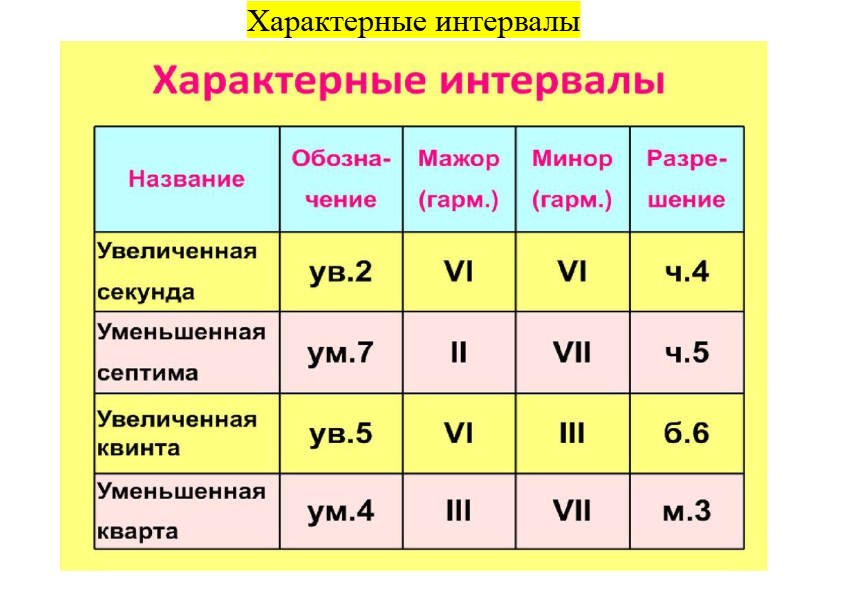 Характерные интервалы
Характерные интервалы
Название
Обозна-
чение
Мажор
(гарм.)
Минор
(гарм.)
Разре-
шение
Увеличенная
секунда
ув.2
VI
VI
ч.4
Уменьшенная
септима
ум.7
II
VII
ч.5
Увеличенная
квинта
ув.5
VI
III
б.6
Уменьшенная
кварта
ум.4
III
VII
м.3